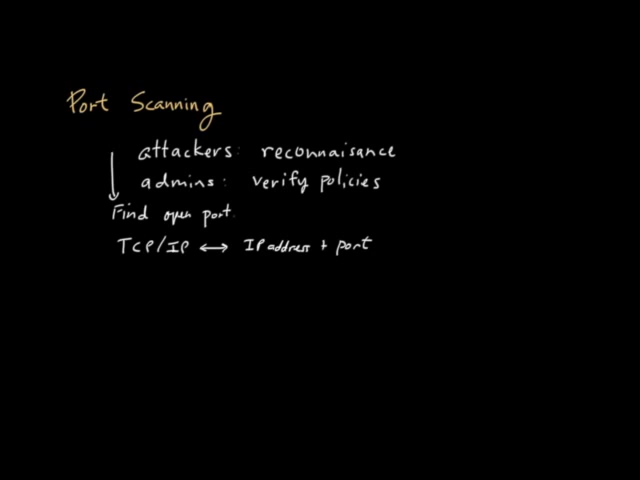 Port Scanning
attackers: reconnaisance
admins: verify policies
Find open port.
TCP/IP ↔ IP address + port